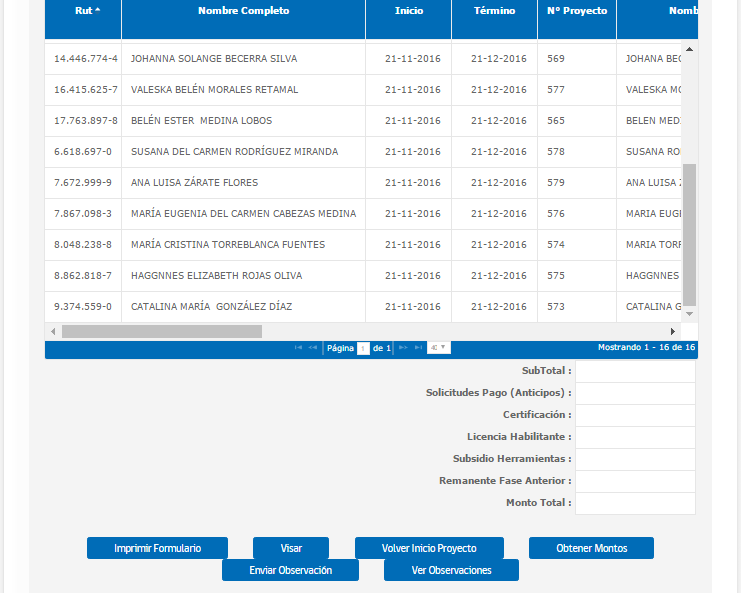 Rut Nombre Completo Inicio Término Nº Proyecto Nomb
14.446.774-4 JOHANNA SOLANGE BECERRA SILVA 21-11-2016 21-12-2016 569 JOHANA BEC
16.415.625-7 VALESKA BELÉN MORALES RETAMAL 21-11-2016 21-12-2016 577 VALESKA MO
17.763.897-8 BELÉN ESTER MEDINA LOBOS 21-11-2016 21-12-2016 565 BELEN MED
6.618.697-0 SUSANA DEL CARMEN RODRÍGUEZ MIRANDA 21-11-2016 21-12-2016 578 SUSANA RO
7.672.999-9 ANA LUISA ZÁRATE FLORES 21-11-2016 21-12-2016 579 ANA LUISA
7.867.098-3 MARÍA EUGENIA DEL CARMEN CABEZAS MEDINA 21-11-2016 21-12-2016 576 MARIA EUGE
8.048.238-8 MARÍA CRISTINA TORREBLANCA FUENTES 21-11-2016 21-12-2016 574 MARIA TORR
8.862.818-7 HAGGNNES ELIZABETH ROJAS OLIVA 21-11-2016 21-12-2016 575 HAGGNNES
9.374.559-0 CATALINA MARÍA GONZÁLEZ DÍAZ 21-11-2016 21-12-2016 573 CATALINA G
Página 1 de 1 Mostrando 1 - 16 de 16
SubTotal :
Solicitudes Pago (Anticipos) :
Certificación :
Licencia Habilitante :
Subsidio Herramientas :
Remanente Fase Anterior :
Monto Total :
Imprimir Formulario Visar Volver Inicio Proyecto Obtener Montos
Enviar Observación Ver Observaciones